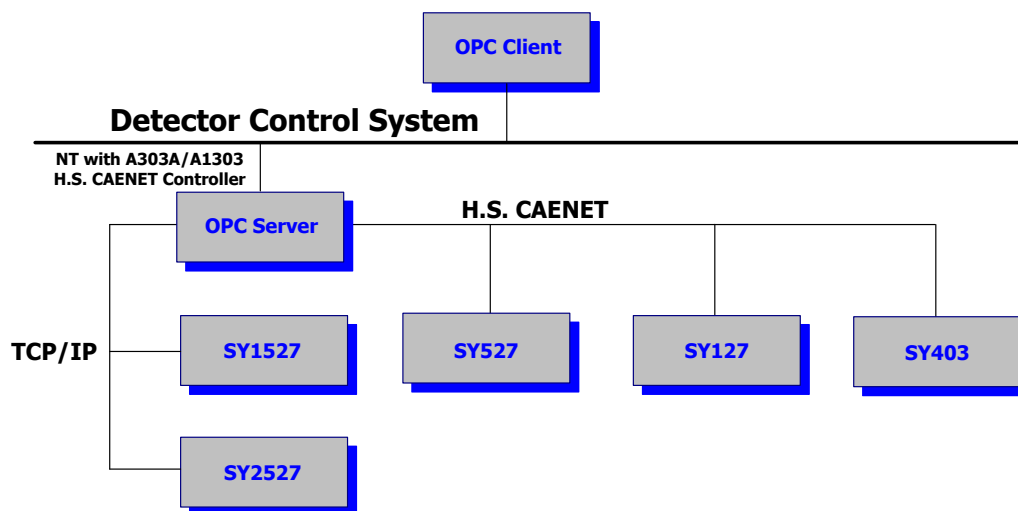 OPC Client
Detector Control System
NT with A303A/A1303
H.S. CAENET Controller
OPC Server
H.S. CAENET
TCP/IP
SY1527
SY527
SY127
SY403
SY2527